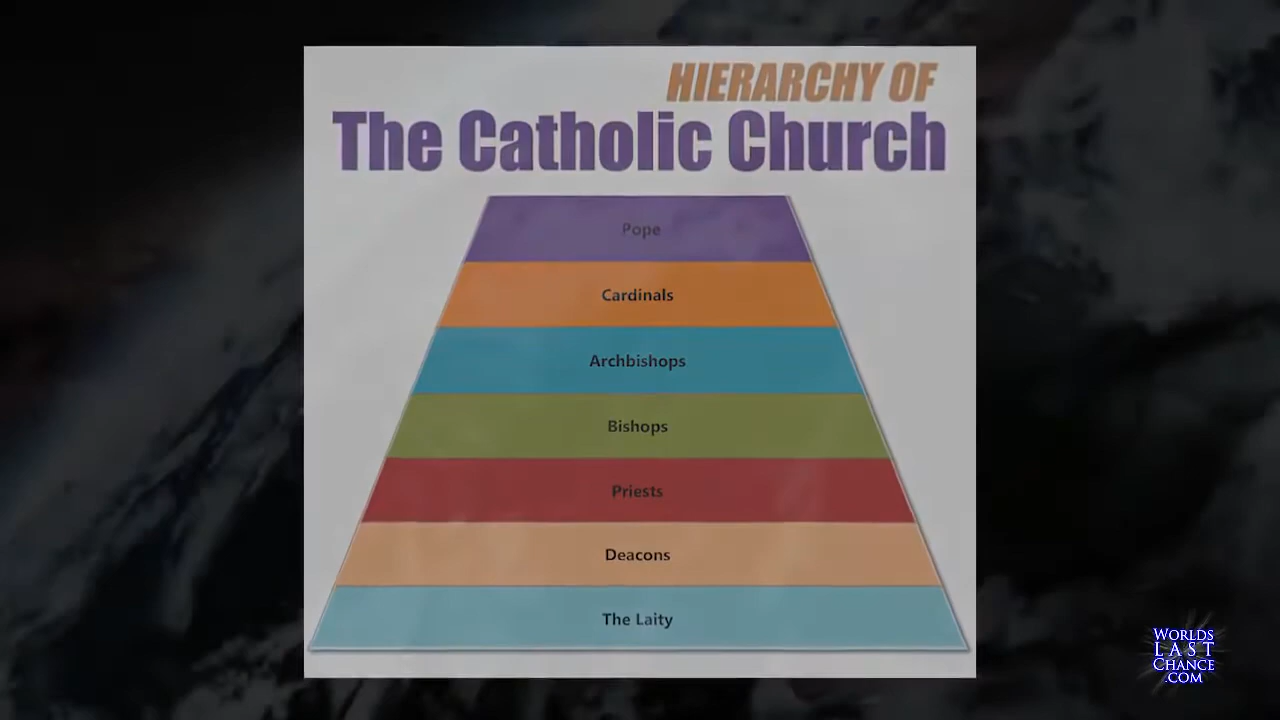 HIERARCHY OF
The Catholic Church
Pope
Cardinals
Archbishops
Bishops
Priests
Deacons
The Laity
WORLDS
LAST
CHANCE
.COM